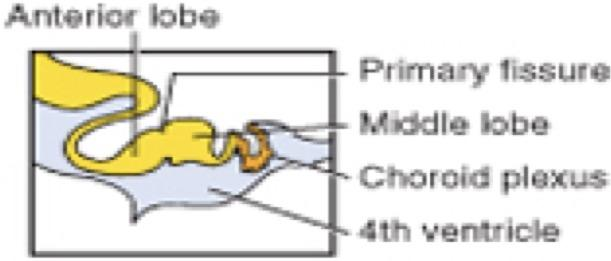 Anterior lobe
Primary fissure
Middle lobe
Choroid plexus
4th ventricle